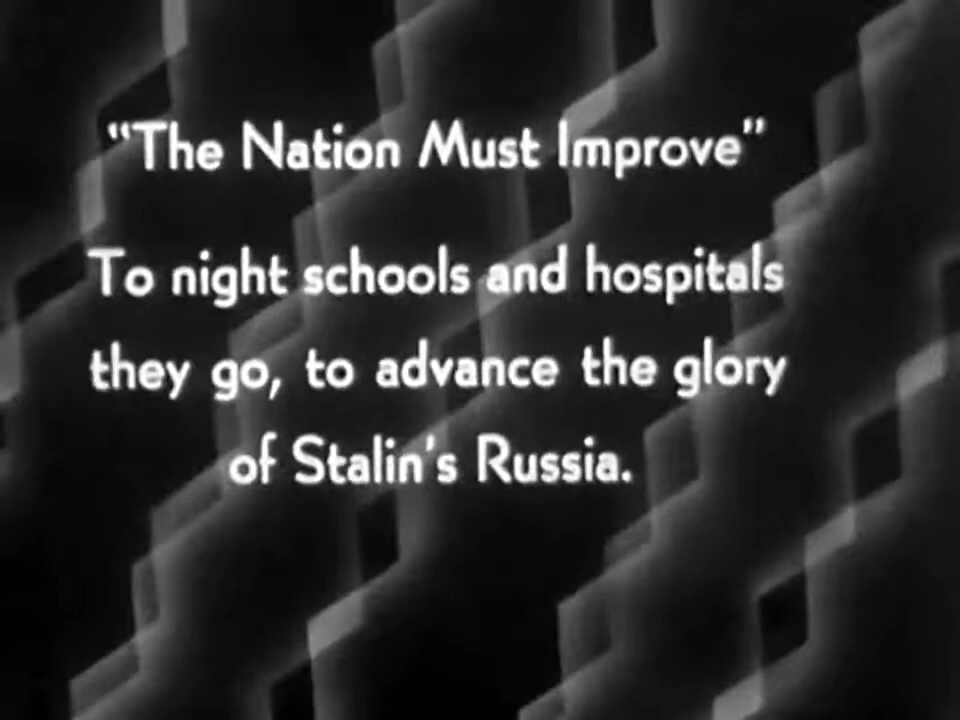 “The Nation Must Improve”
To night schools and hospitals
they go, to advance the glory
of Stalin's Russia.